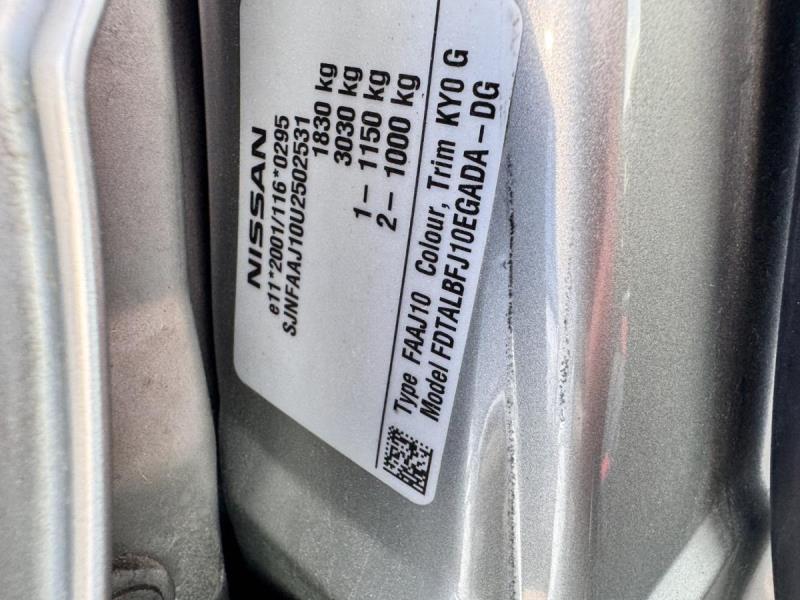 NISSAN
e11*2001/116*0295
SJNFAAJ10U2502531
1830 kg
3030 kg
1- 1150 kg
2- 1000 kg
Type FAAJ10 Colour, Trim KY0 G
Model FDTALBFJ10EGADA-DG